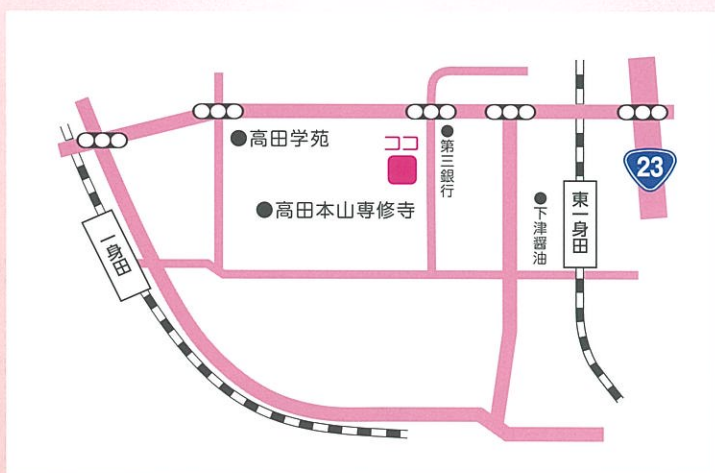 高田学苑
ココ
第三銀行
23
高田本山専修寺
下津醤油
東一身田
一身田